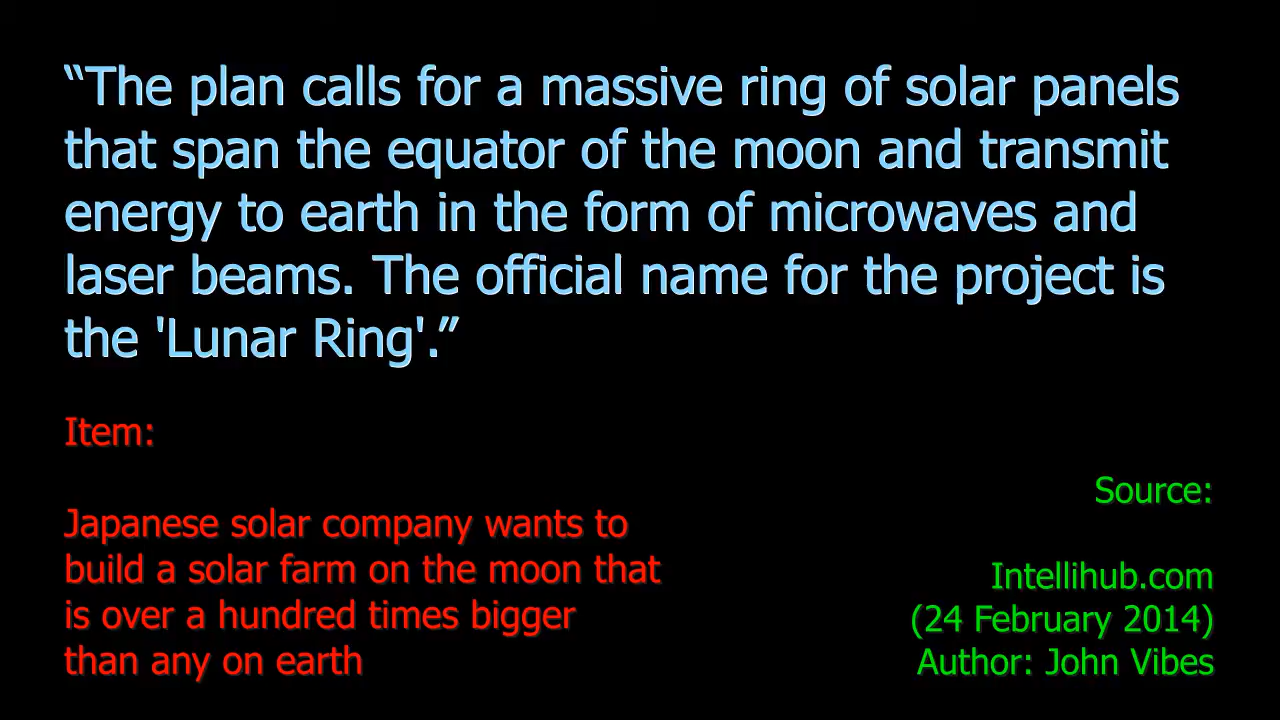 “The plan calls for a massive ring of solar panels
that span the equator of the moon and transmit
energy to earth in the form of microwaves and
laser beams. The official name for the project is
the 'Lunar Ring'.”
Item:
Japanese solar company wants to
build a solar farm on the moon that
is over a hundred times bigger
than any on earth
Source:
Intellihub.com
(24 February 2014)
Author: John Vibes